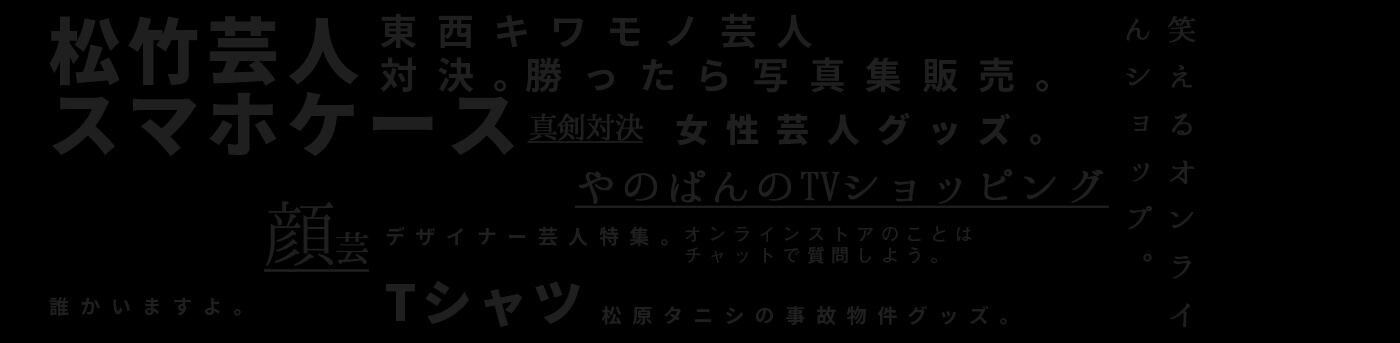 松竹芸人
スマホケース
東西キワモノ芸人
対決。勝ったら写真集販売。
真剣対決
女性芸人グッズ。
やのぱんのTVショッピング
顔芸
デザイナー芸人特集。
オンラインストアのことは
チャットで質問しよう。
誰かいますよ。
Tシャツ
松原タニシの事故物件グッズ。
笑えるオンライ
んショップ。